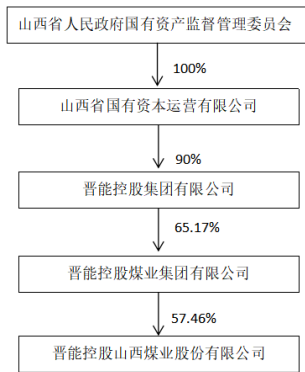 山西省人民政府国有资产监督管理委员会
100%
山西省国有资本运营有限公司
90%
晋能控股集团有限公司
65.17%
晋能控股煤业集团有限公司
57.46%
晋能控股山西煤业股份有限公司